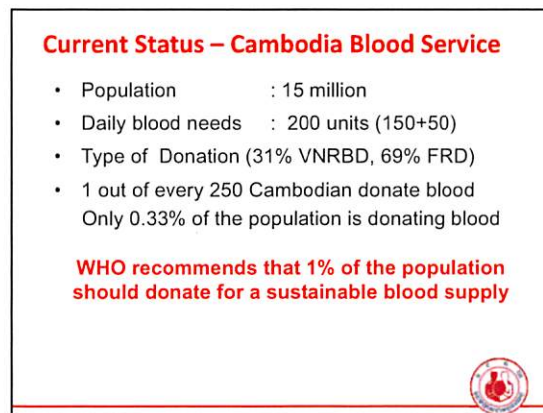 Current Status – Cambodia Blood Service
• Population : 15 million
• Daily blood needs : 200 units (150+50)
• Type of Donation (31% VNRBD, 69% FRD)
• 1 out of every 250 Cambodian donate blood
Only 0.33% of the population is donating blood
WHO recommends that 1% of the population
should donate for a sustainable blood supply